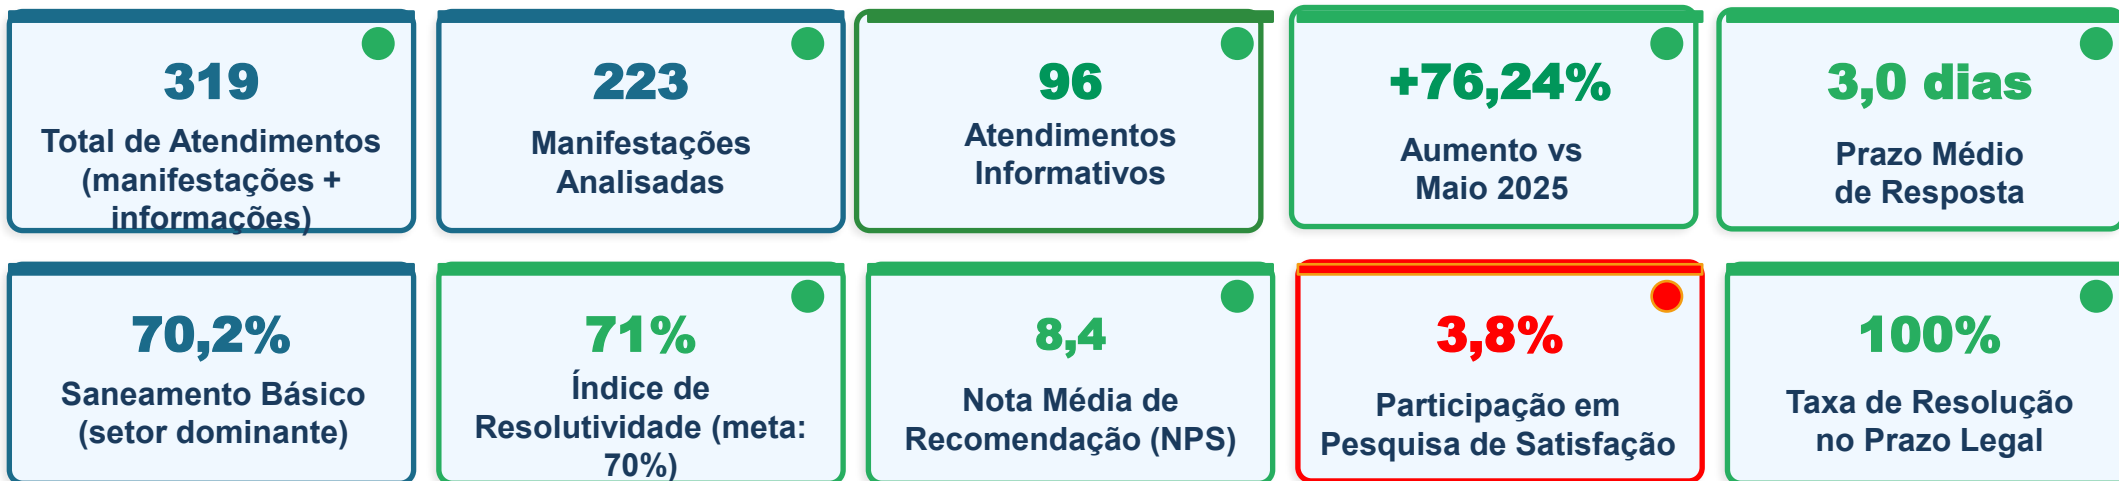 319
Total de Atendimentos
(manifestações +
informações)
223
Manifestações
Analisadas
96
Atendimentos
Informativos
+76,24%
Aumento vs
Maio 2025
3,0 dias
Prazo Médio
de Resposta
70,2%
Saneamento Básico
(setor dominante)
71%
Índice de
Resolutividade (meta:
70%)
8,4
Nota Média de
Recomendação (NPS)
3,8%
Participação em
Pesquisa de Satisfação
100%
Taxa de Resolução
no Prazo Legal